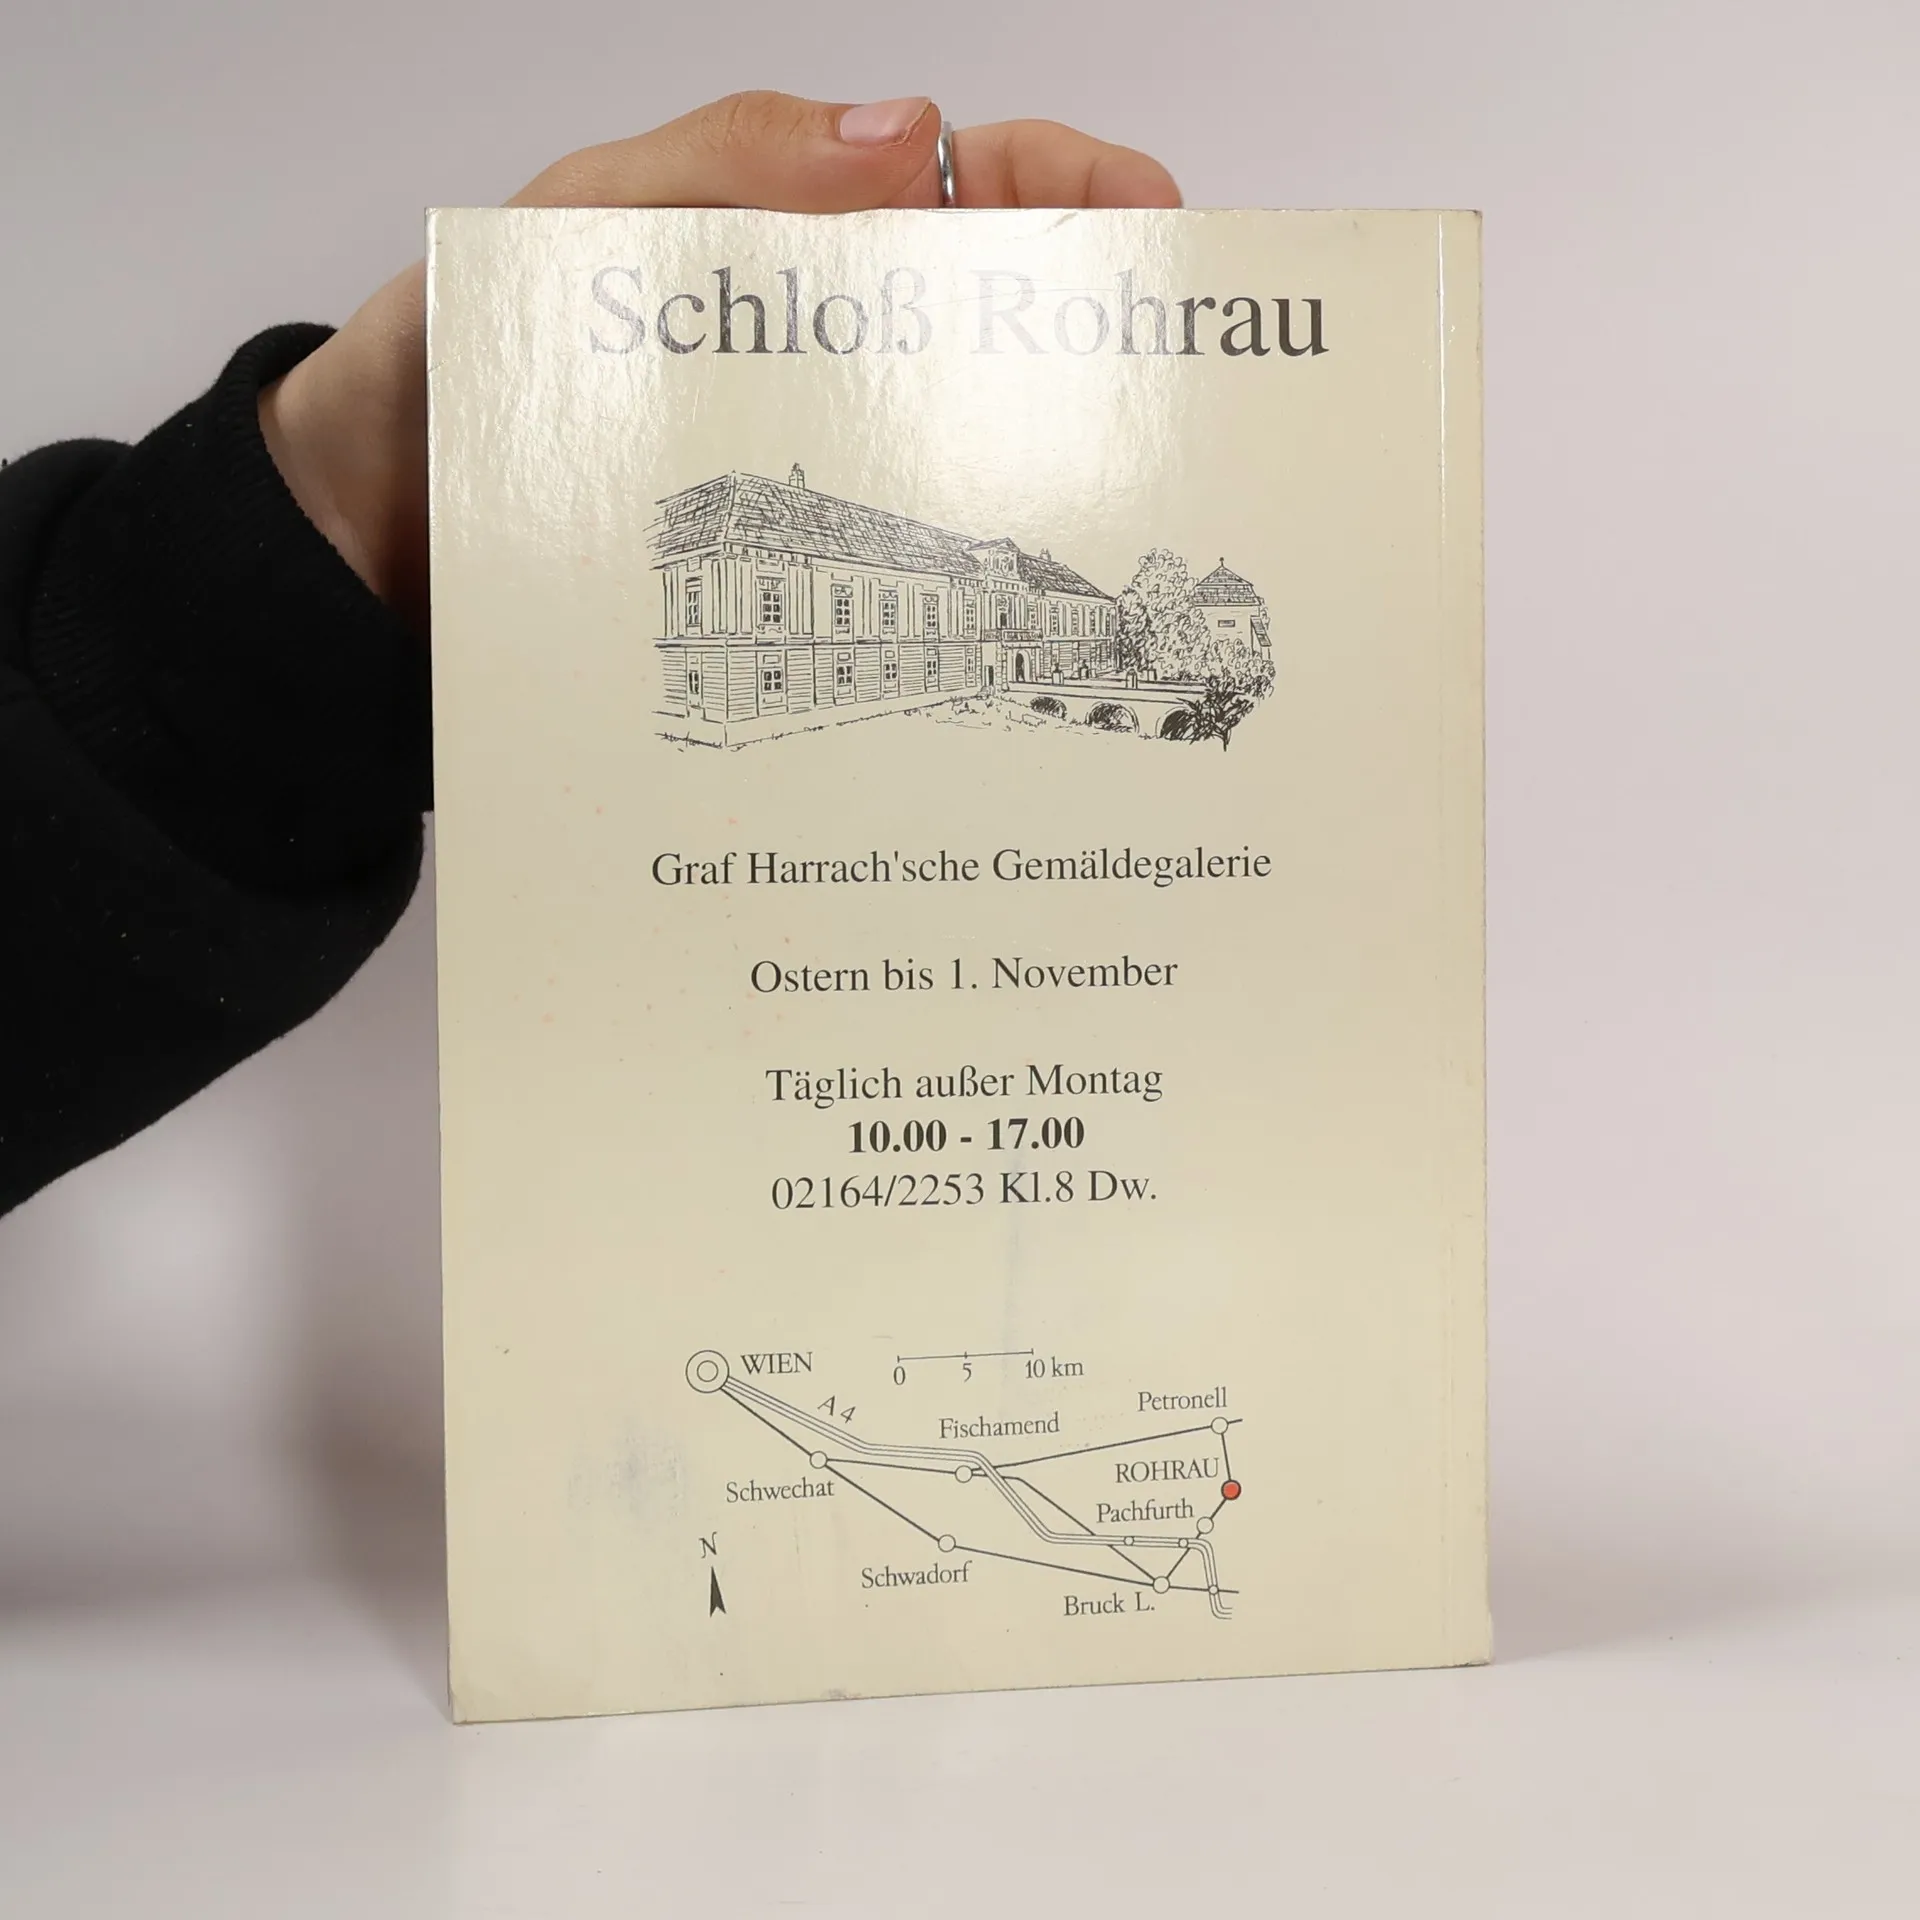 Schloß Rohrau
Graf Harrach'sche Gemäldegalerie
Ostern bis 1. November
Täglich außer Montag
10.00 - 17.00
02164/2253 Kl.8 Dw.
WIEN
0 5 10 km
A 4
Petronell
Fischamend
ROHRAU
Schwechat
Pachfurth
N
Schwadorf
Bruck L.